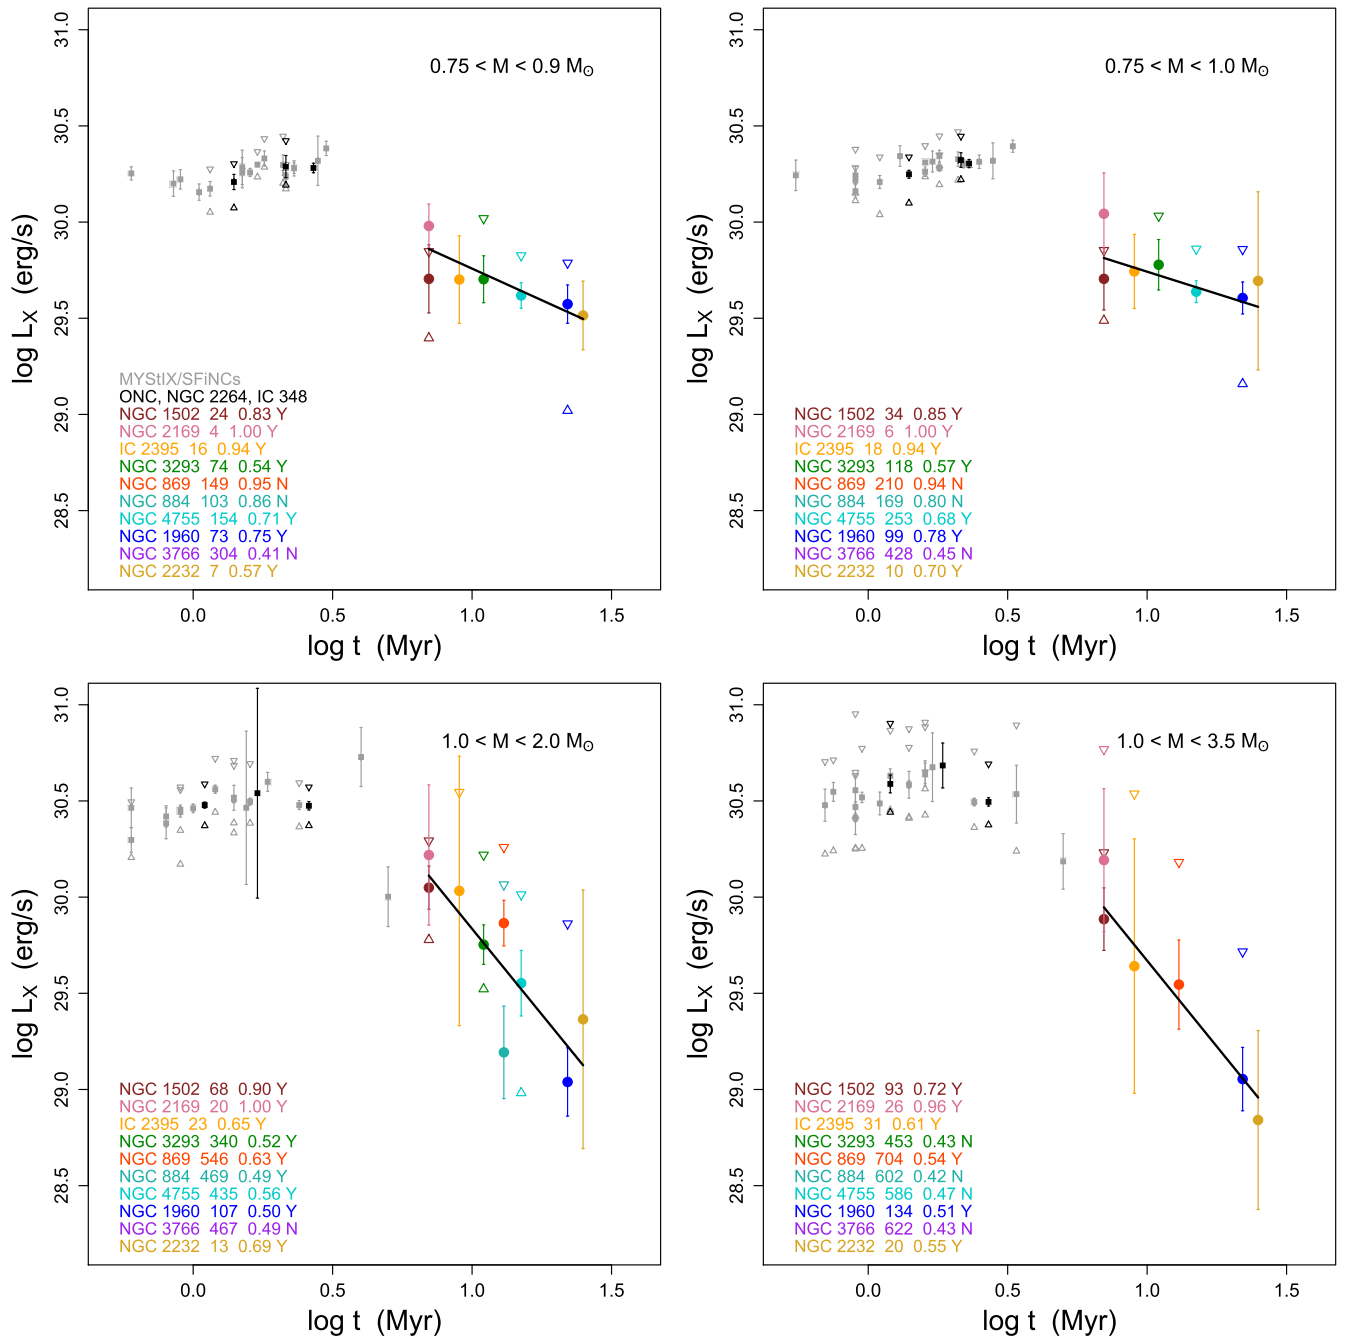 31.0
30.5
30.0
29.5
29.0
28.5
log L_X (erg/s)
0.75 < M < 0.9 M⊙
MYStIX/SFiNCs
ONC, NGC 2264, IC 348
NGC 1502 24 0.83 Y
NGC 2169 4 1.00 Y
IC 2395 16 0.94 Y
NGC 3293 74 0.54 Y
NGC 869 149 0.95 N
NGC 884 103 0.86 N
NGC 4755 154 0.71 Y
NGC 1960 73 0.75 Y
NGC 3766 304 0.41 N
NGC 2232 7 0.57 Y
0.0 0.5 1.0 1.5
log t (Myr)
31.0
30.5
30.0
29.5
29.0
28.5
log L_X (erg/s)
0.75 < M < 1.0 M⊙
NGC 1502 34 0.85 Y
NGC 2169 6 1.00 Y
IC 2395 18 0.94 Y
NGC 3293 118 0.57 Y
NGC 869 210 0.94 N
NGC 884 169 0.80 N
NGC 4755 253 0.68 Y
NGC 1960 99 0.78 Y
NGC 3766 428 0.45 N
NGC 2232 10 0.70 Y
0.0 0.5 1.0 1.5
log t (Myr)
31.0
30.5
30.0
29.5
29.0
28.5
log L_X (erg/s)
1.0 < M < 2.0 M⊙
NGC 1502 68 0.90 Y
NGC 2169 20 1.00 Y
IC 2395 23 0.65 Y
NGC 3293 340 0.52 Y
NGC 869 546 0.63 Y
NGC 884 469 0.49 Y
NGC 4755 435 0.56 Y
NGC 1960 107 0.50 Y
NGC 3766 467 0.49 N
NGC 2232 13 0.69 Y
0.0 0.5 1.0 1.5
log t (Myr)
31.0
30.5
30.0
29.5
29.0
28.5
log L_X (erg/s)
1.0 < M < 3.5 M⊙
NGC 1502 93 0.72 Y
NGC 2169 26 0.96 Y
IC 2395 31 0.61 Y
NGC 3293 453 0.43 N
NGC 869 704 0.54 Y
NGC 884 602 0.42 N
NGC 4755 586 0.47 N
NGC 1960 134 0.51 Y
NGC 3766 622 0.43 N
NGC 2232 20 0.55 Y
0.0 0.5 1.0 1.5
log t (Myr)